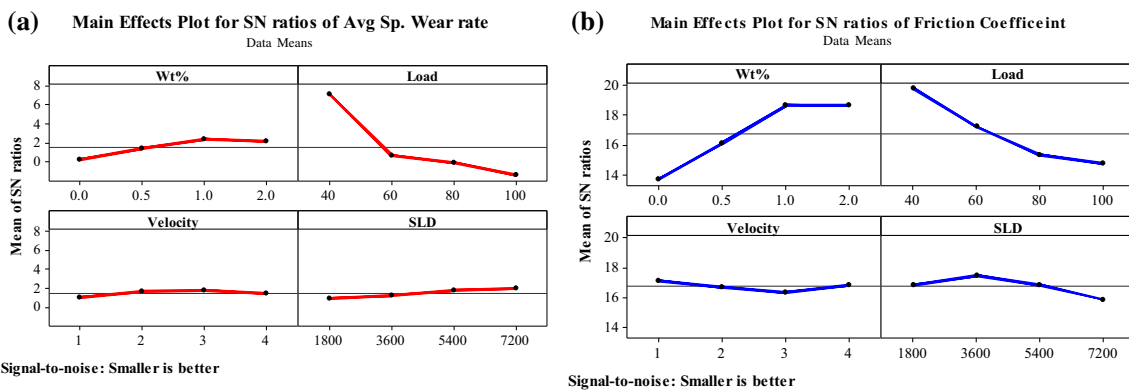 (a) Main Effects Plot for SN ratios of Avg Sp. Wear rate
Data Means
Wt% Load
8
6
4
2
0
0.0 0.5 1.0 2.0 40 60 80 100
Velocity SLD
8
6
4
2
0
1 2 3 4 1800 3600 5400 7200
Mean of SN ratios
Signal-to-noise: Smaller is better
(b) Main Effects Plot for SN ratios of Friction Coefficeint
Data Means
Wt% Load
20
18
16
14
0.0 0.5 1.0 2.0 40 60 80 100
Velocity SLD
20
18
16
14
1 2 3 4 1800 3600 5400 7200
Mean of SN ratios
Signal-to-noise: Smaller is better